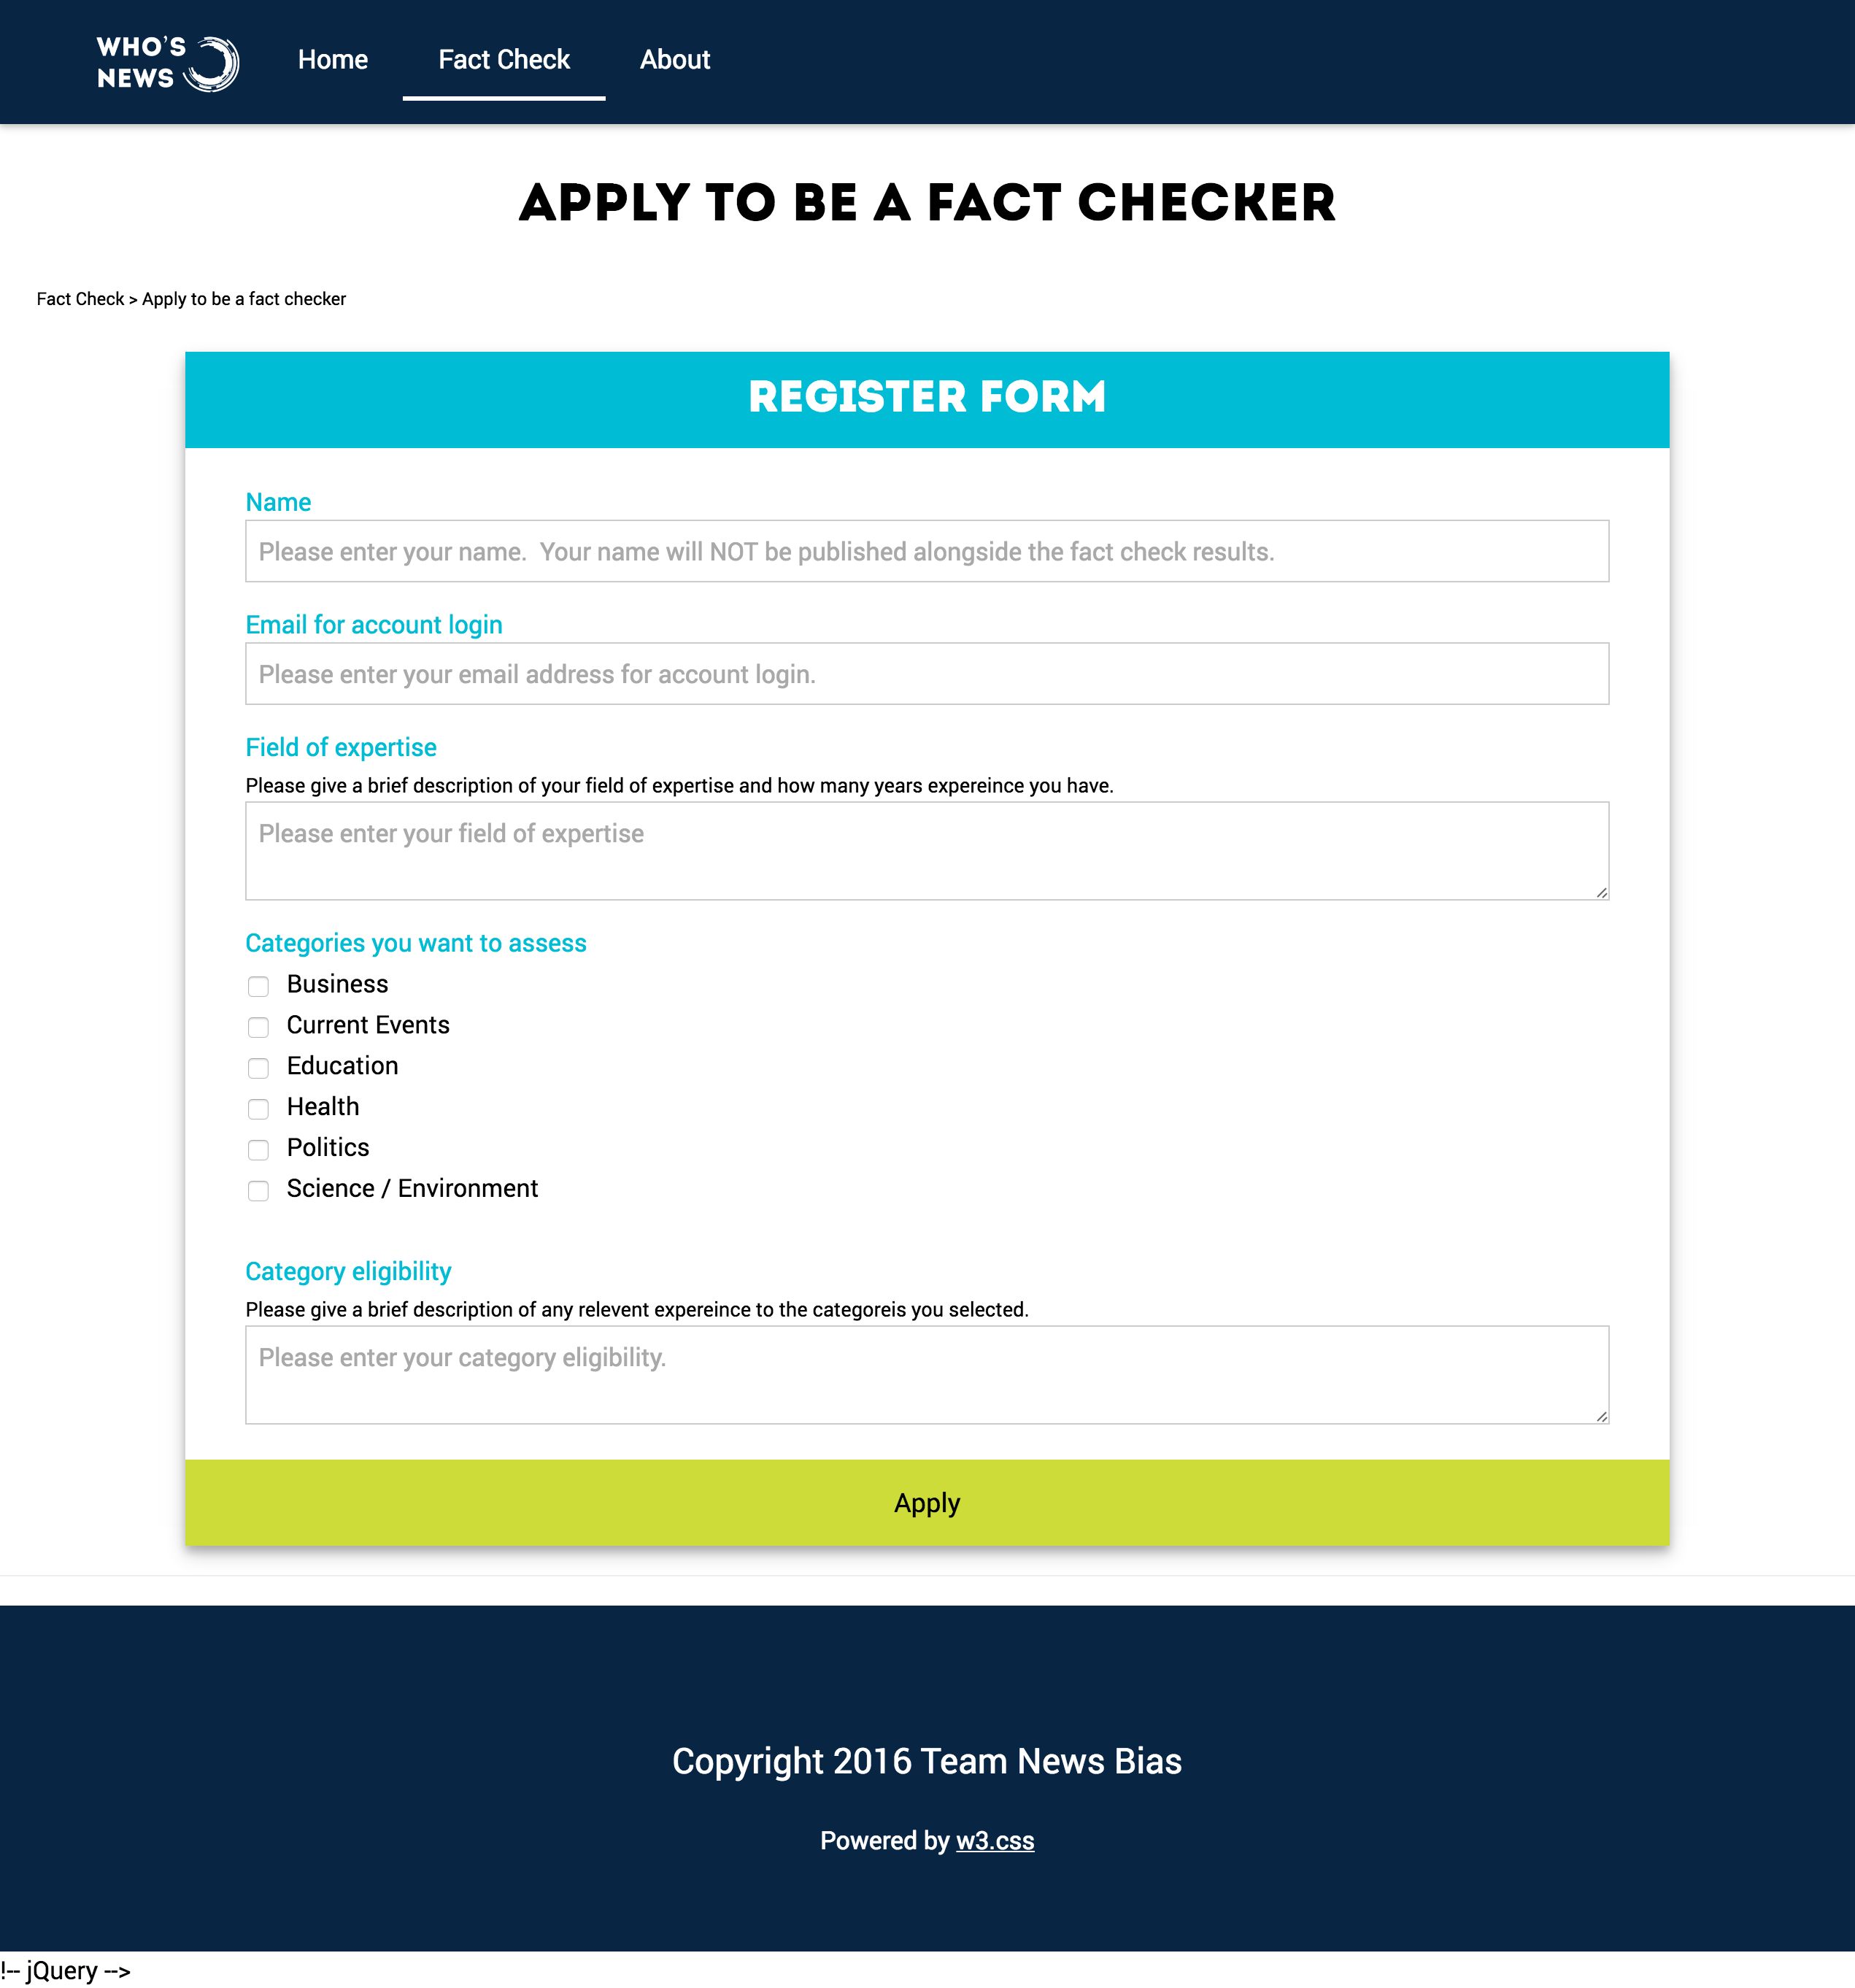 WHO'S
NEWS
Home
Fact Check
About
APPLY TO BE A FACT CHECKER
Fact Check > Apply to be a fact checker
REGISTER FORM
Name
Please enter your name.  Your name will NOT be published alongside the fact check results.
Email for account login
Please enter your email address for account login.
Field of expertise
Please give a brief description of your field of expertise and how many years expereince you have.
Please enter your field of expertise
Categories you want to assess
Business
Current Events
Education
Health
Politics
Science / Environment
Category eligibility
Please give a brief description of any relevent expereince to the categoreis you selected.
Please enter your category eligibility.
Apply
Copyright 2016 Team News Bias
Powered by w3.css
!-- jQuery -->